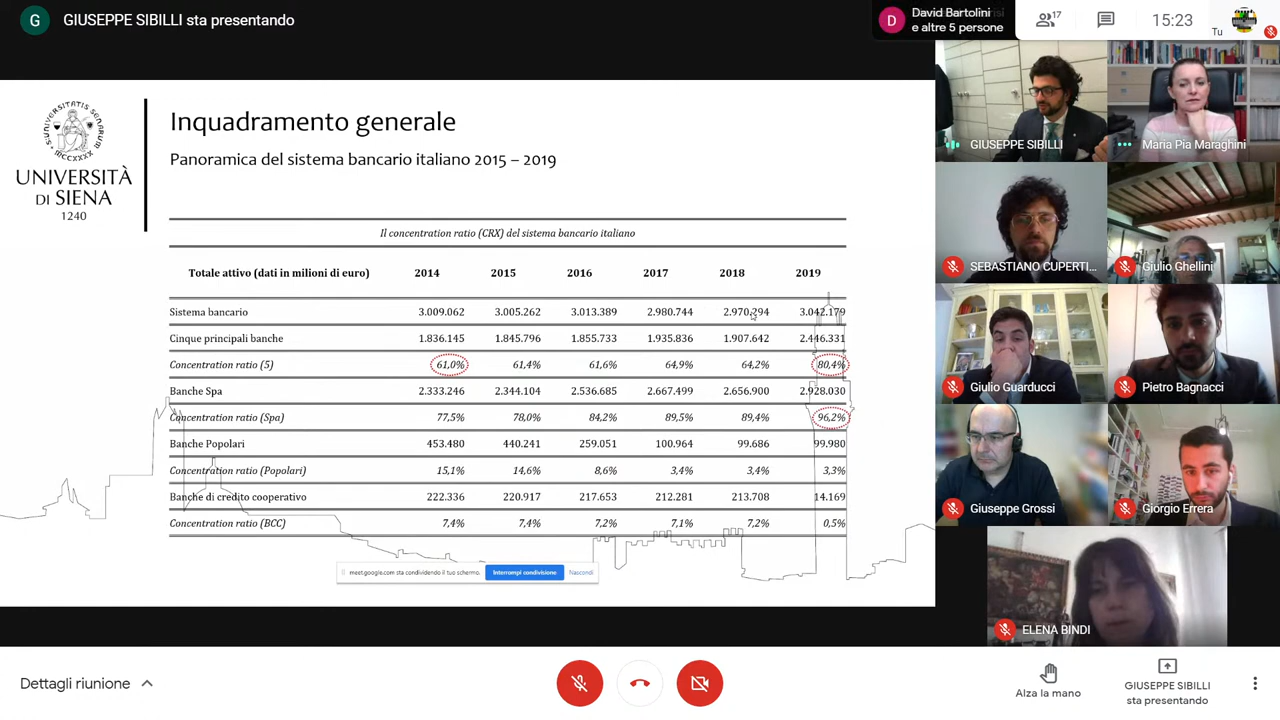 G
GIUSEPPE SIBILLI sta presentando
D
David Bartolini
e altre 5 persone
17
15:23
Tu
UNIVERSITÀ
DI SIENA
1240
Inquadramento generale
Panoramica del sistema bancario italiano 2015 – 2019
Il concentration ratio (CRX) del sistema bancario italiano
Totale attivo (dati in milioni di euro) 2014 2015 2016 2017 2018 2019
Sistema bancario 3.009.062 3.005.262 3.013.389 2.980.744 2.970.294 3.042.179
Cinque principali banche 1.836.145 1.845.796 1.855.733 1.935.836 1.907.642 2.446.331
Concentration ratio (5) 61,0% 61,4% 61,6% 64,9% 64,2% 80,4%
Banche Spa 2.333.246 2.344.104 2.536.685 2.667.499 2.656.900 2.928.030
Concentration ratio (Spa) 77,5% 78,0% 84,2% 89,5% 89,4% 96,2%
Banche Popolari 453.480 440.241 259.051 100.964 99.686 99.980
Concentration ratio (Popolari) 15,1% 14,6% 8,6% 3,4% 3,4% 3,3%
Banche di credito cooperativo 222.336 220.917 217.653 212.281 213.708 14.169
Concentration ratio (BCC) 7,4% 7,4% 7,2% 7,1% 7,2% 0,5%
meet.google.com sta condividendo il tuo schermo. Interrompi condivisione Nascondi
GIUSEPPE SIBILLI
Maria Pia Maraghini
SEBASTIANO CUPERTI...
Giulio Ghellini
Giulio Guarducci
Pietro Bagnacci
Giuseppe Grossi
Giorgio Errera
ELENA BINDI
Dettagli riunione
Alza la mano
GIUSEPPE SIBILLI
sta presentando